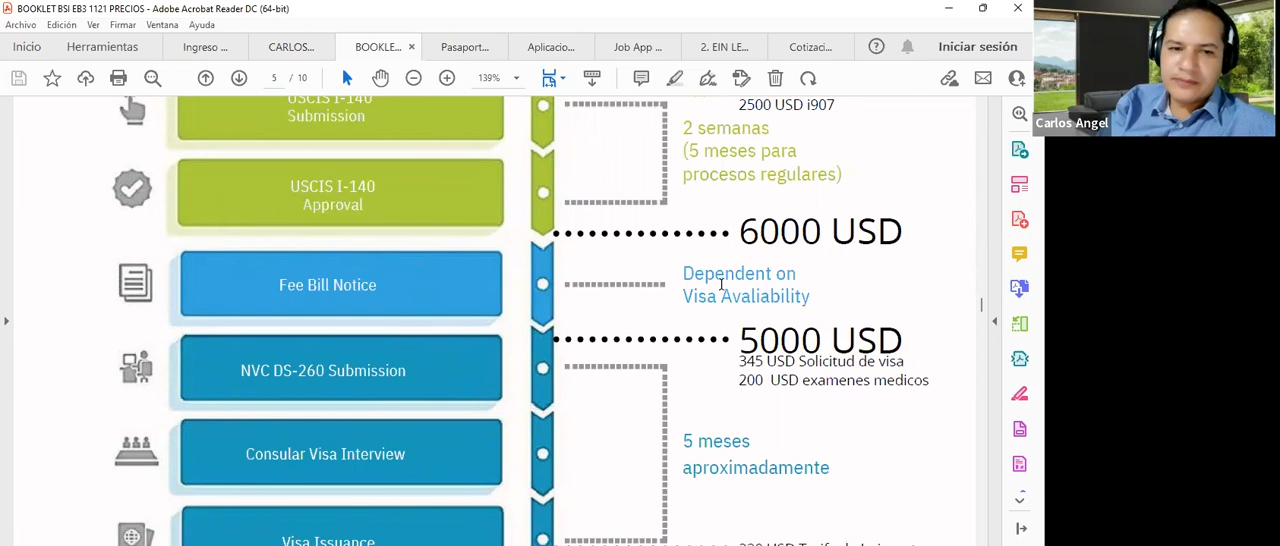 BOOKLET BSI EB3 1121 PRECIOS - Adobe Acrobat Reader DC (64-bit)
Archivo Edición Ver Firmar Ventana Ayuda
Inicio Herramientas Ingreso ... CARLOS... BOOKLE... × Pasaport... Aplicacio... Job App ... 2. EIN LE... Cotizaci... Iniciar sesión
5 / 10 139%
Carlos Angel
USCIS I-140
Submission
2500 USD i907
2 semanas
(5 meses para
procesos regulares)
USCIS I-140
Approval
6000 USD
Fee Bill Notice
Dependent on
Visa Avaliability
5000 USD
345 USD Solicitud de visa
200 USD examenes medicos
NVC DS-260 Submission
Consular Visa Interview
5 meses
aproximadamente
Visa Issuance